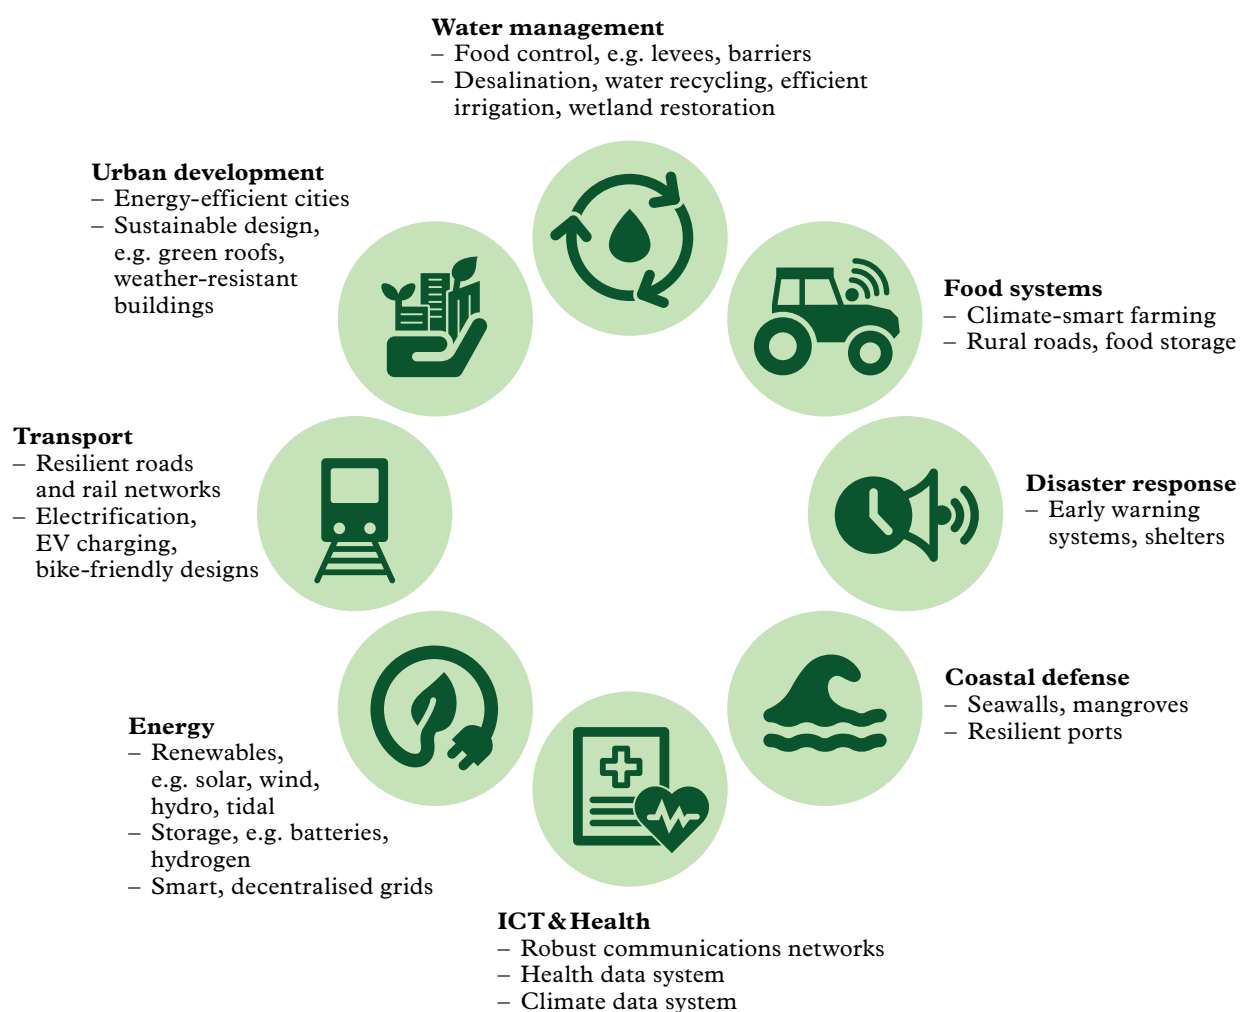 Water management
– Food control, e.g. levees, barriers
– Desalination, water recycling, efficient
irrigation, wetland restoration
Urban development
– Energy-efficient cities
– Sustainable design,
e.g. green roofs,
weather-resistant
buildings
Food systems
– Climate-smart farming
– Rural roads, food storage
Transport
– Resilient roads
and rail networks
– Electrification,
EV charging,
bike-friendly designs
Disaster response
– Early warning
systems, shelters
Coastal defense
– Seawalls, mangroves
– Resilient ports
Energy
– Renewables,
e.g. solar, wind,
hydro, tidal
– Storage, e.g. batteries,
hydrogen
– Smart, decentralised grids
ICT & Health
– Robust communications networks
– Health data system
– Climate data system